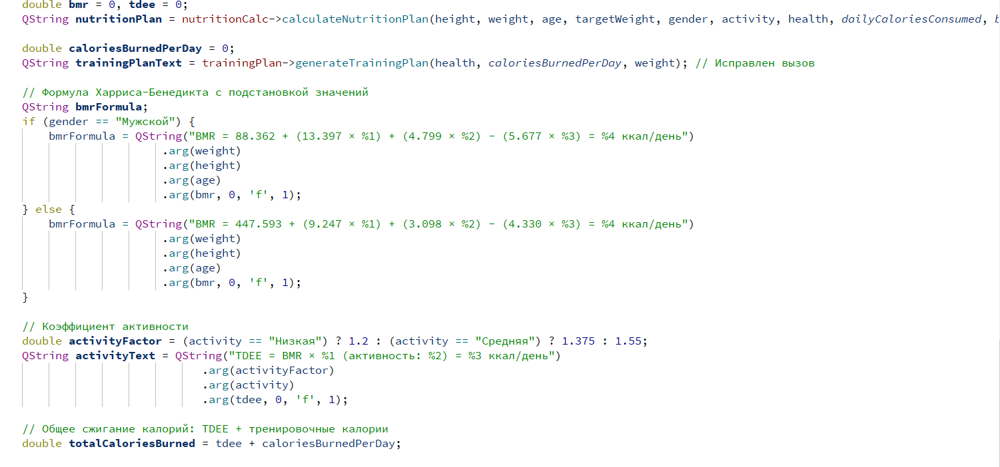 double bmr = 0, tdee = 0;
QString nutritionPlan = nutritionCalc->calculateNutritionPlan(height, weight, age, targetWeight, gender, activity, health, dailyCaloriesConsumed,
double caloriesBurnedPerDay = 0;
QString trainingPlanText = trainingPlan->generateTrainingPlan(health, caloriesBurnedPerDay, weight); // Исправлен вызов
// Формула Харриса-Бенедикта с подстановкой значений
QString bmrFormula;
if (gender == "Мужской") {
bmrFormula = QString("BMR = 88.362 + (13.397 × %1) + (4.799 × %2) − (5.677 × %3) = %4 ккал/день")
.arg(weight)
.arg(height)
.arg(age)
.arg(bmr, 0, 'f', 1);
} else {
bmrFormula = QString("BMR = 447.593 + (9.247 × %1) + (3.098 × %2) − (4.330 × %3) = %4 ккал/день")
.arg(weight)
.arg(height)
.arg(age)
.arg(bmr, 0, 'f', 1);
}
// Коэффициент активности
double activityFactor = (activity == "Низкая") ? 1.2 : (activity == "Средняя") ? 1.375 : 1.55;
QString activityText = QString("TDEE = BMR × %1 (активность: %2) = %3 ккал/день")
.arg(activityFactor)
.arg(activity)
.arg(tdee, 0, 'f', 1);
// Общее сжигание калорий: TDEE + тренировочные калории
double totalCaloriesBurned = tdee + caloriesBurnedPerDay;